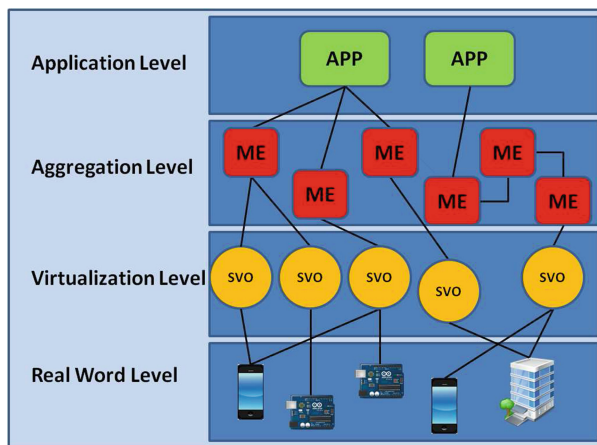 Application Level
APP
APP
Aggregation Level
ME
ME
ME
ME
ME
ME
Virtualization Level
SVO
SVO
SVO
SVO
SVO
Real Word Level